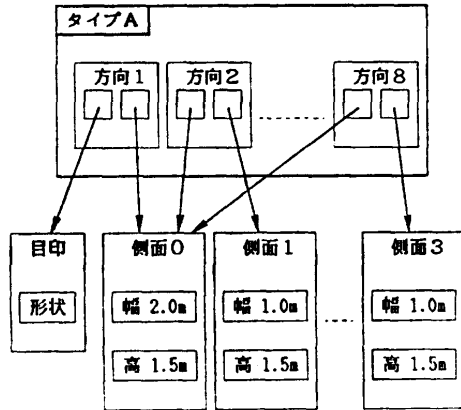 タイプA
方向1 方向2 方向8
目印 側面0 側面1 側面3
形状 幅 2.0m 幅 1.0m 幅 1.0m
高 1.5m 高 1.5m 高 1.5m